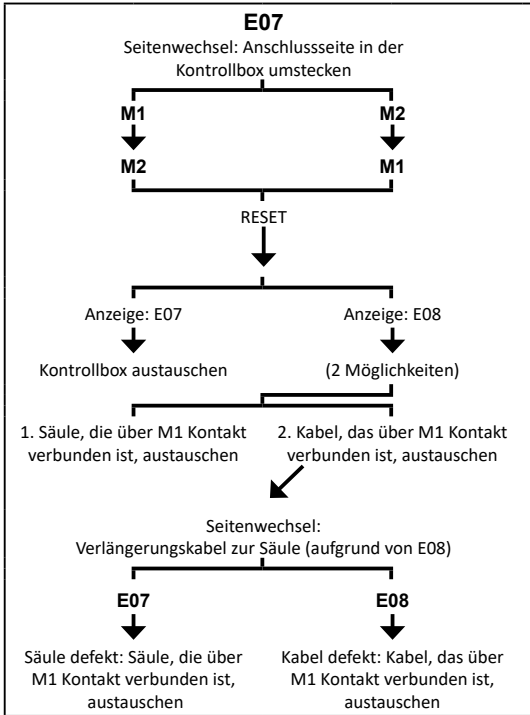 E07
Seitenwechsel: Anschlussseite in der
Kontrollbox umstecken
M1
M2
M2
M1
RESET
Anzeige: E07
Anzeige: E08
Kontrollbox austauschen
(2 Möglichkeiten)
1. Säule, die über M1 Kontakt
verbunden ist, austauschen
2. Kabel, das über M1 Kontakt
verbunden ist, austauschen
Seitenwechsel:
Verlängerungskabel zur Säule (aufgrund von E08)
E07
E08
Säule defekt: Säule, die über
M1 Kontakt verbunden ist,
austauschen
Kabel defekt: Kabel, das über
M1 Kontakt verbunden ist,
austauschen